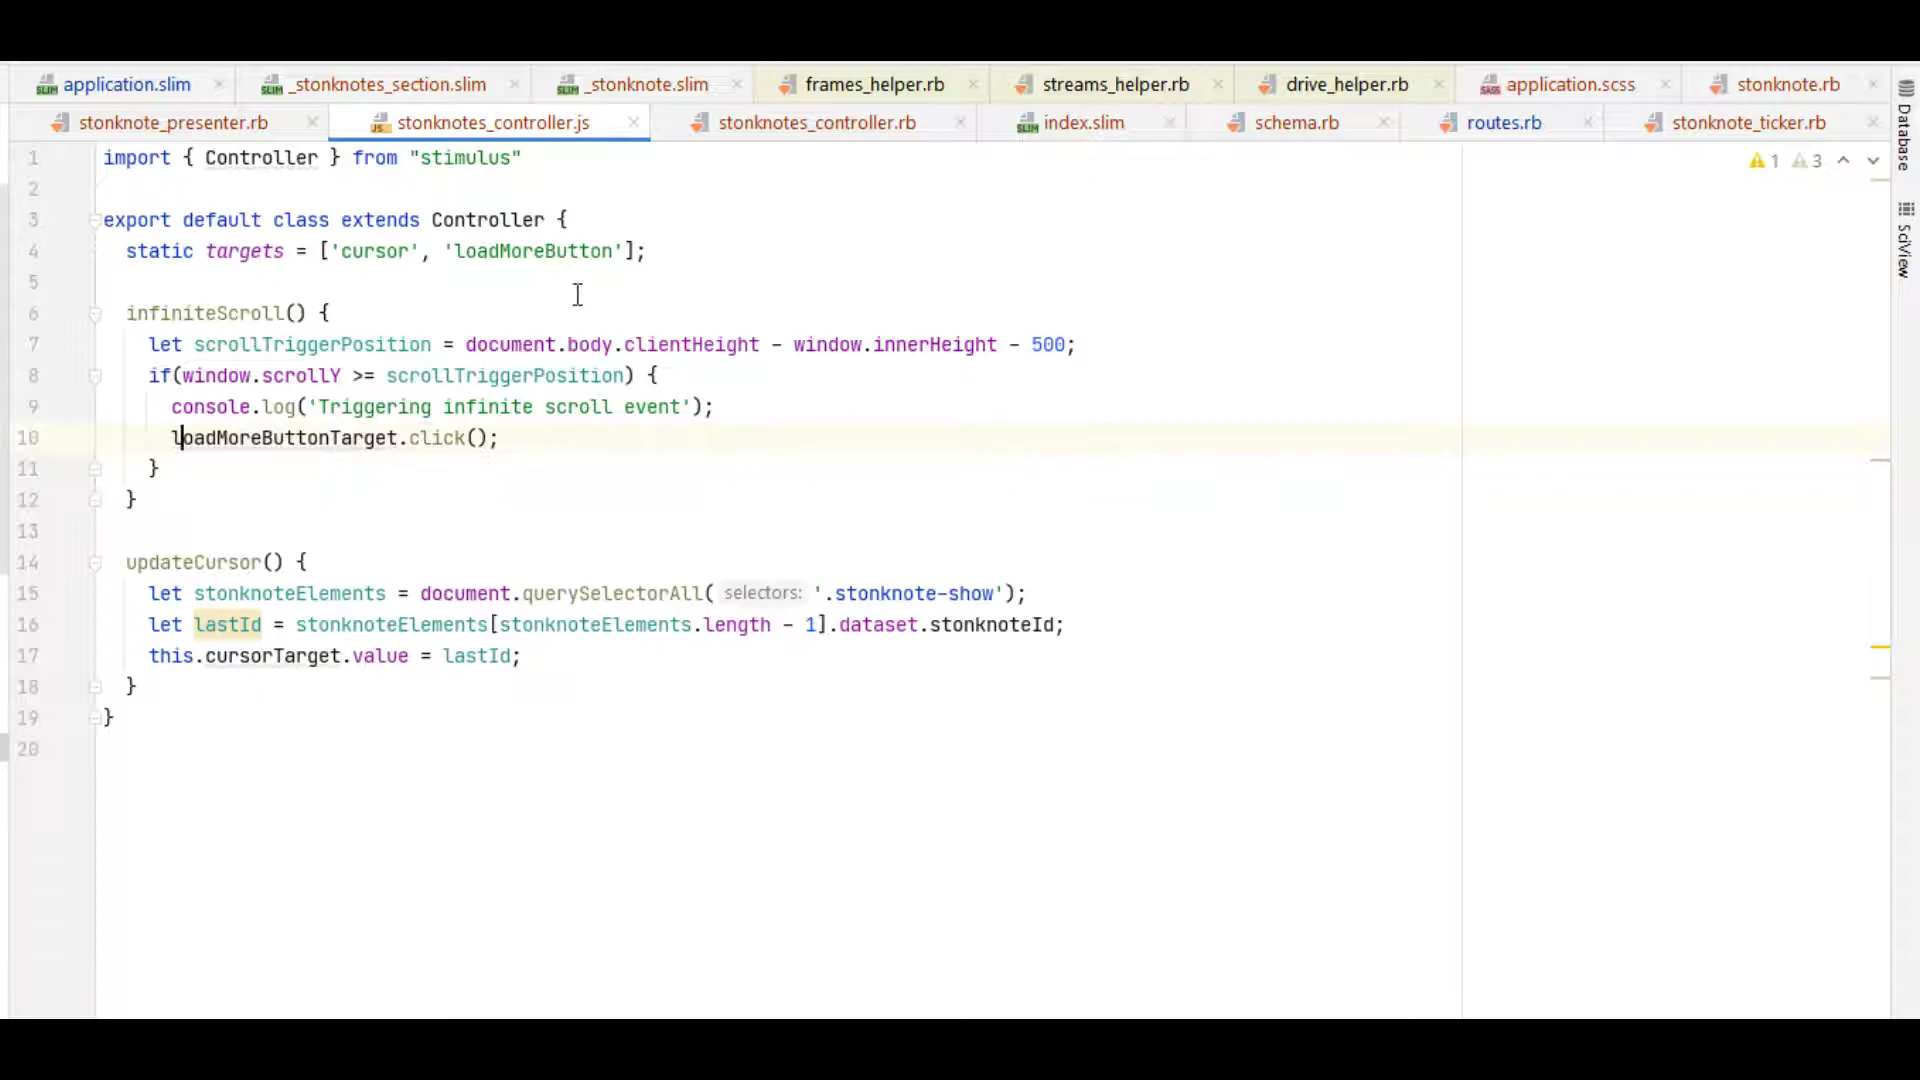 application.slim _stonknotes_section.slim _stonknote.slim frames_helper.rb streams_helper.rb drive_helper.rb application.scss stonknote.rb
stonknote_presenter.rb stonknotes_controller.js stonknotes_controller.rb index.slim schema.rb routes.rb stonknote_ticker.rb
1 import { Controller } from "stimulus"
2
3 export default class extends Controller {
4 static targets = ['cursor', 'loadMoreButton'];
5
6 infiniteScroll() {
7 let scrollTriggerPosition = document.body.clientHeight - window.innerHeight - 500;
8 if(window.scrollY >= scrollTriggerPosition) {
9 console.log('Triggering infinite scroll event');
10 loadMoreButtonTarget.click();
11 }
12 }
13
14 updateCursor() {
15 let stonknoteElements = document.querySelectorAll( selectors: '.stonknote-show');
16 let lastId = stonknoteElements[stonknoteElements.length - 1].dataset.stonknoteId;
17 this.cursorTarget.value = lastId;
18 }
19 }
20
1 3
Database
SciView